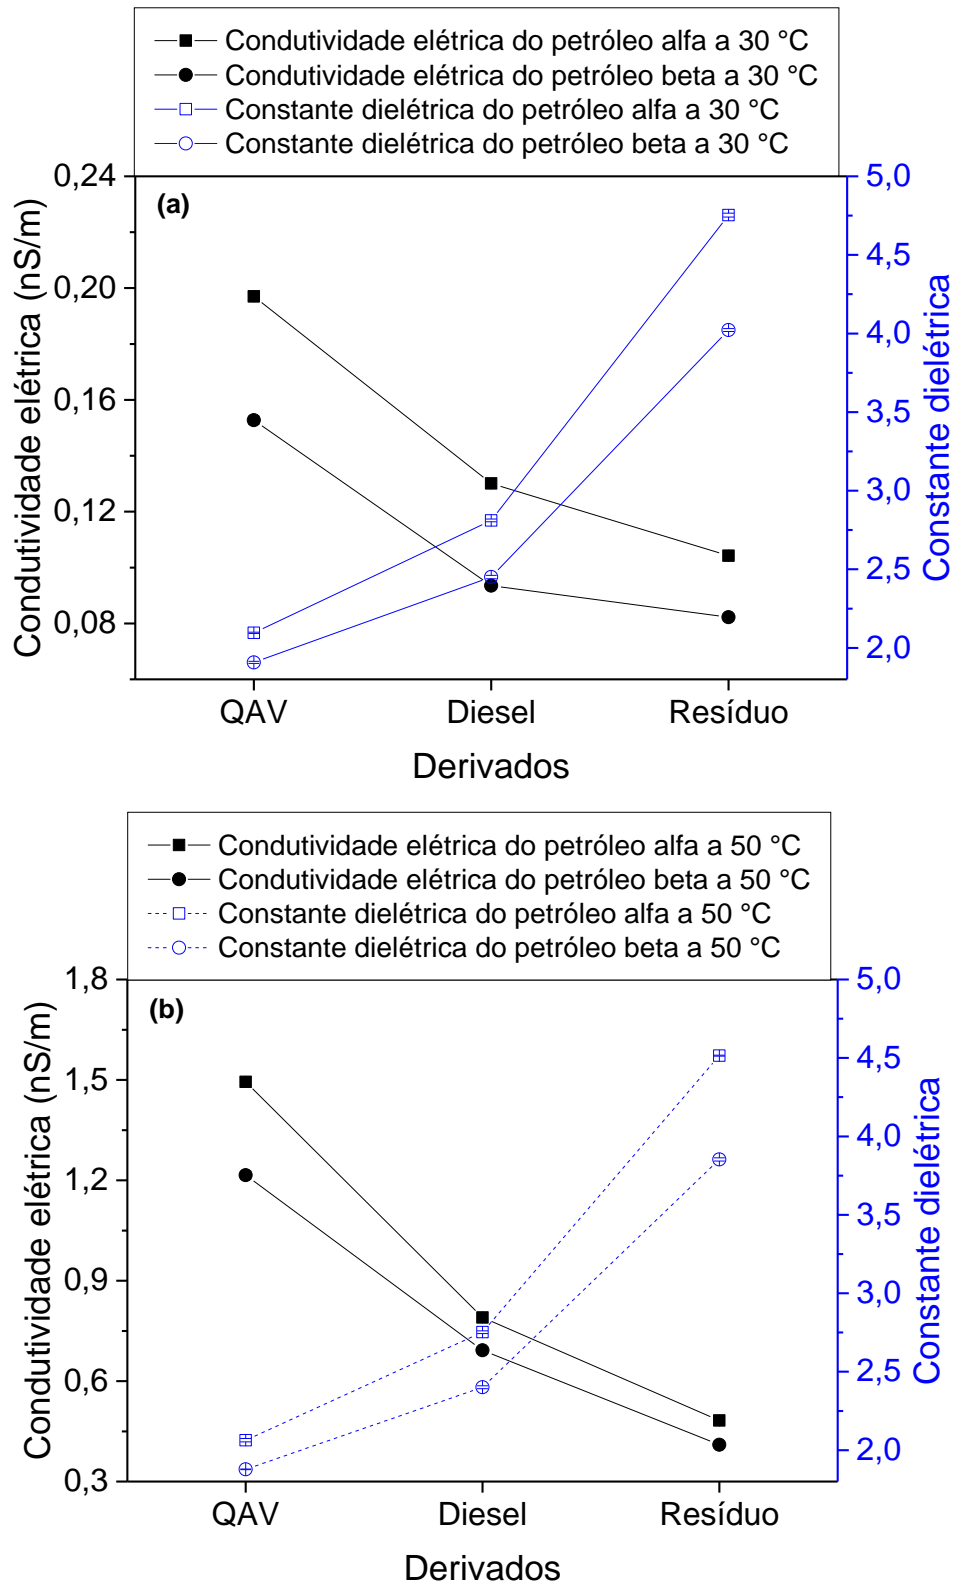 Condutividade elétrica do petróleo alfa a 30 °C
Condutividade elétrica do petróleo beta a 30 °C
Constante dielétrica do petróleo alfa a 30 °C
Constante dielétrica do petróleo beta a 30 °C
(a)
Condutividade elétrica (nS/m)
0,24
0,20
0,16
0,12
0,08
5,0
4,5
4,0
3,5
3,0
2,5
2,0
Constante dielétrica
QAV Diesel Resíduo
Derivados
Condutividade elétrica do petróleo alfa a 50 °C
Condutividade elétrica do petróleo beta a 50 °C
Constante dielétrica do petróleo alfa a 50 °C
Constante dielétrica do petróleo beta a 50 °C
(b)
Condutividade elétrica (nS/m)
1,8
1,5
1,2
0,9
0,6
0,3
5,0
4,5
4,0
3,5
3,0
2,5
2,0
Constante dielétrica
QAV Diesel Resíduo
Derivados